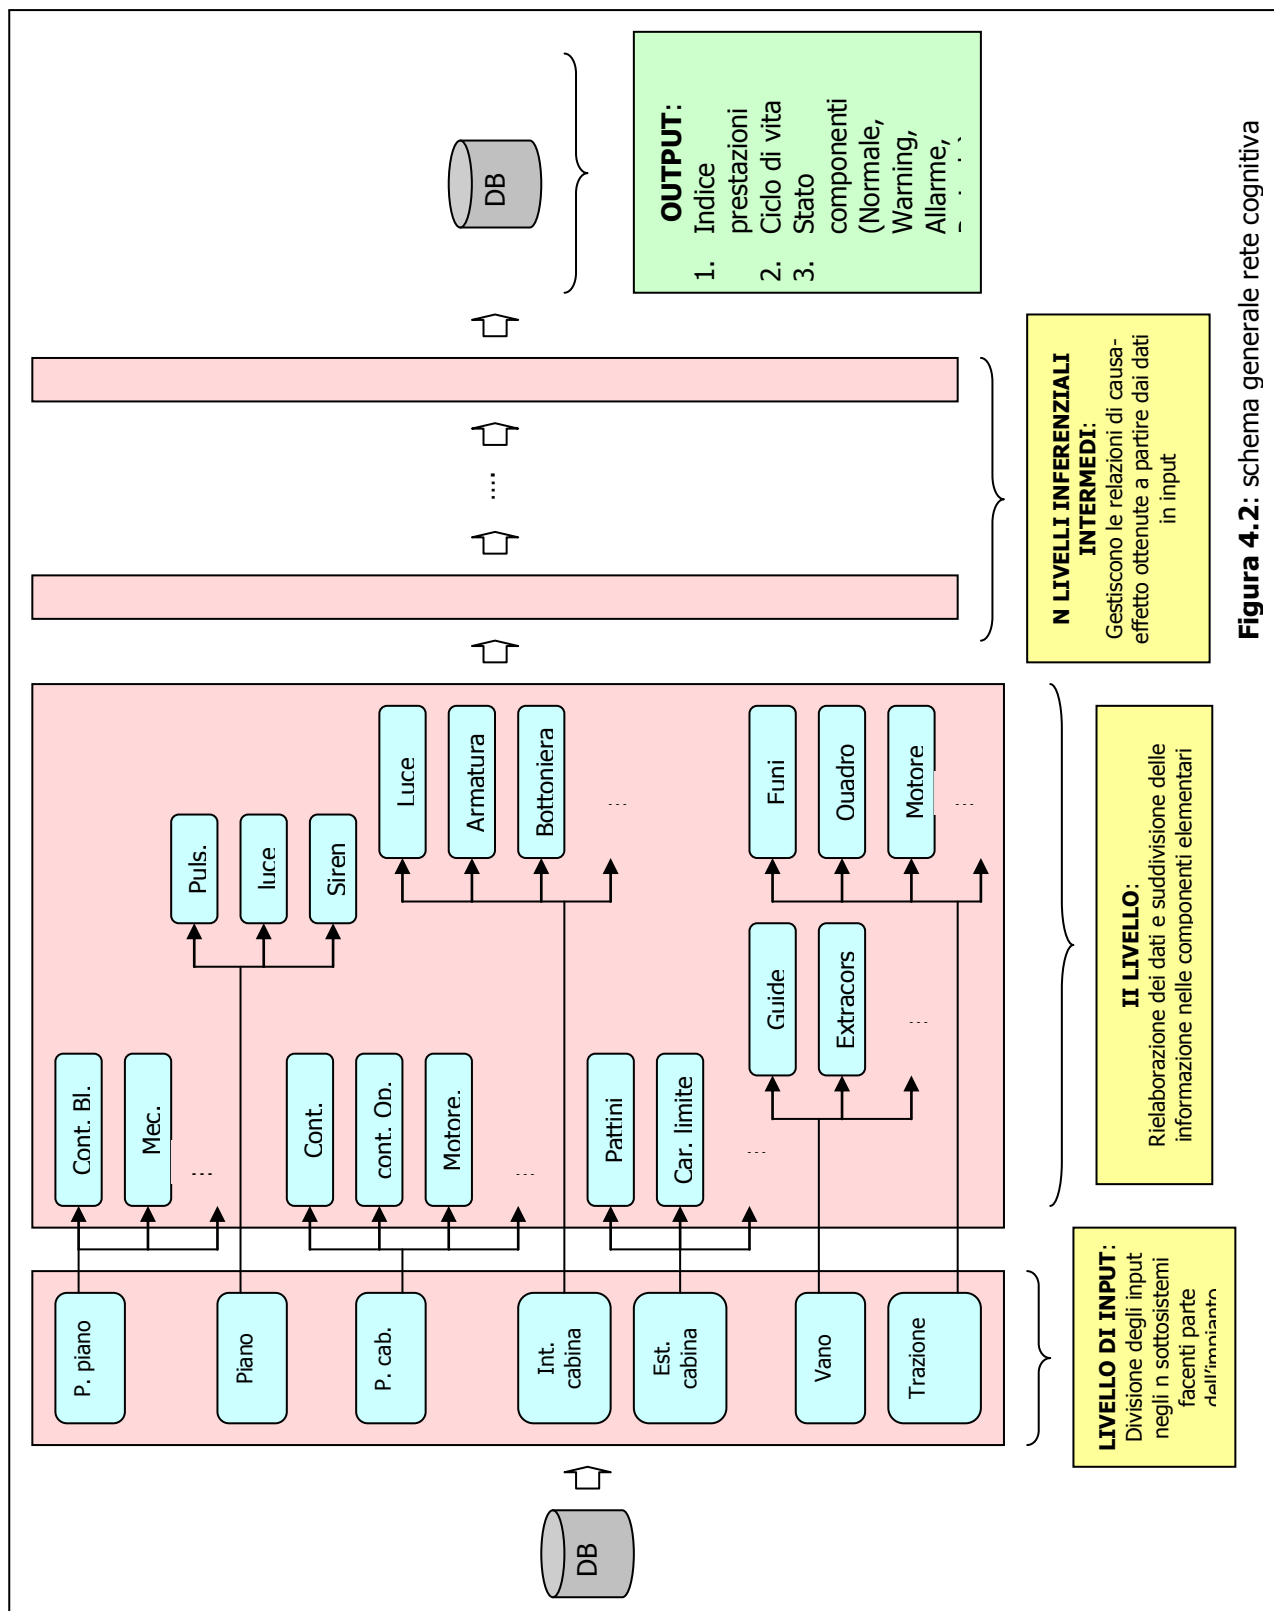 DB
P. piano
Piano
P. cab.
Int.
cabina
Est.
cabina
Vano
Trazione
Cont. Bl.
Mec.
...
Puls.
luce
Siren
Cont.
cont. Op.
Motore.
...
Luce
Armatura
Bottoniera
...
Pattini
Car. limite
...
Guide
Extracors
...
Funi
Quadro
Motore
...
....
DB
OUTPUT:
1. Indice
prestazioni
2. Ciclo di vita
3. Stato
componenti
(Normale,
Warning,
Allarme,
LIVELLO DI INPUT:
Divisione degli input
negli n sottosistemi
facenti parte
dell'impianto
II LIVELLO:
Rielaborazione dei dati e suddivisione delle
informazione nelle componenti elementari
N LIVELLI INFERENZIALI
INTERMEDI:
Gestiscono le relazioni di causa-
effetto ottenute a partire dai dati
in input
Figura 4.2: schema generale rete cognitiva